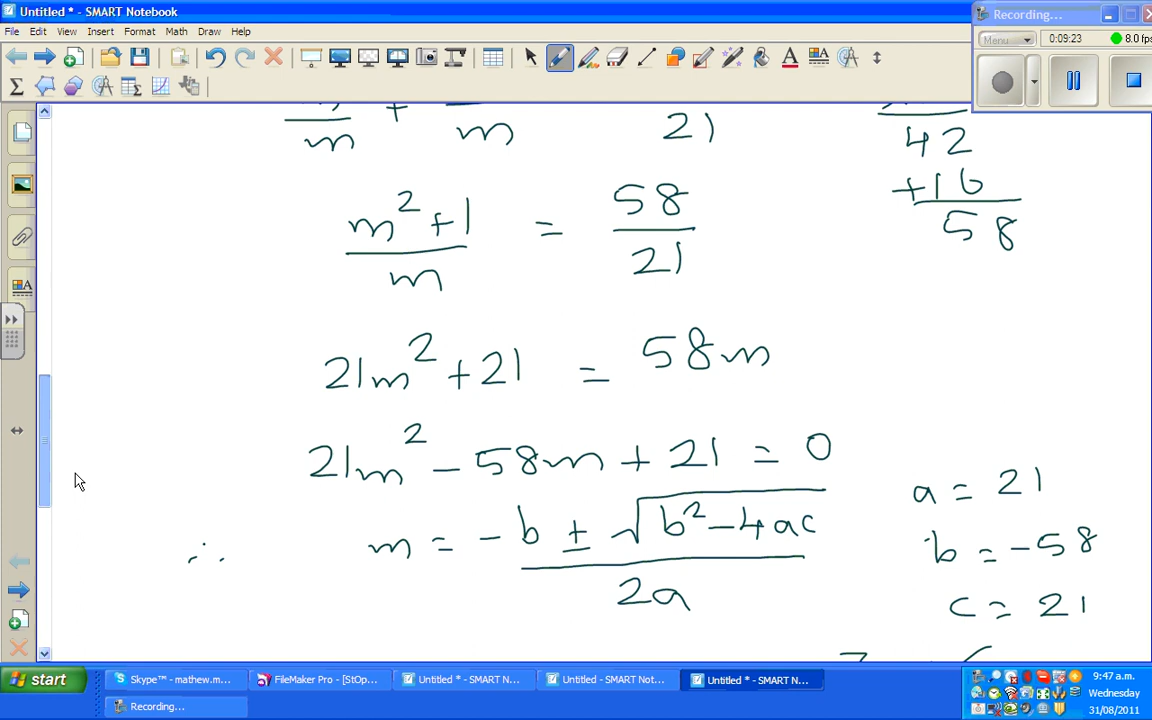 Untitled * - SMART Notebook
Recording...
File Edit View Insert Format Math Draw Help
Menu
0:09:23
8.0 fp
m + m 21
42
+16
58
m² + 1 / m = 58 / 21
21m² + 21 = 58m
21m² - 58m + 21 = 0
a = 21
∴ m = -b ± √b² - 4ac / 2a
b = -58
c = 21
start
Skype™ - mathew.m...
FileMaker Pro - [StOp...
Untitled * - SMART N...
Untitled - SMART Not...
Untitled * - SMART N...
Recording...
9:47 a.m.
Wednesday
31/08/2011